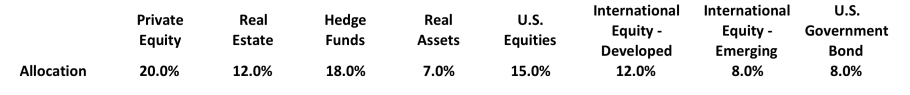 Private Equity
Real Estate
Hedge Funds
Real Assets
U.S. Equities
International Equity - Developed
International Equity - Emerging
U.S. Government Bond
Allocation 20.0% 12.0% 18.0% 7.0% 15.0% 12.0% 8.0% 8.0%